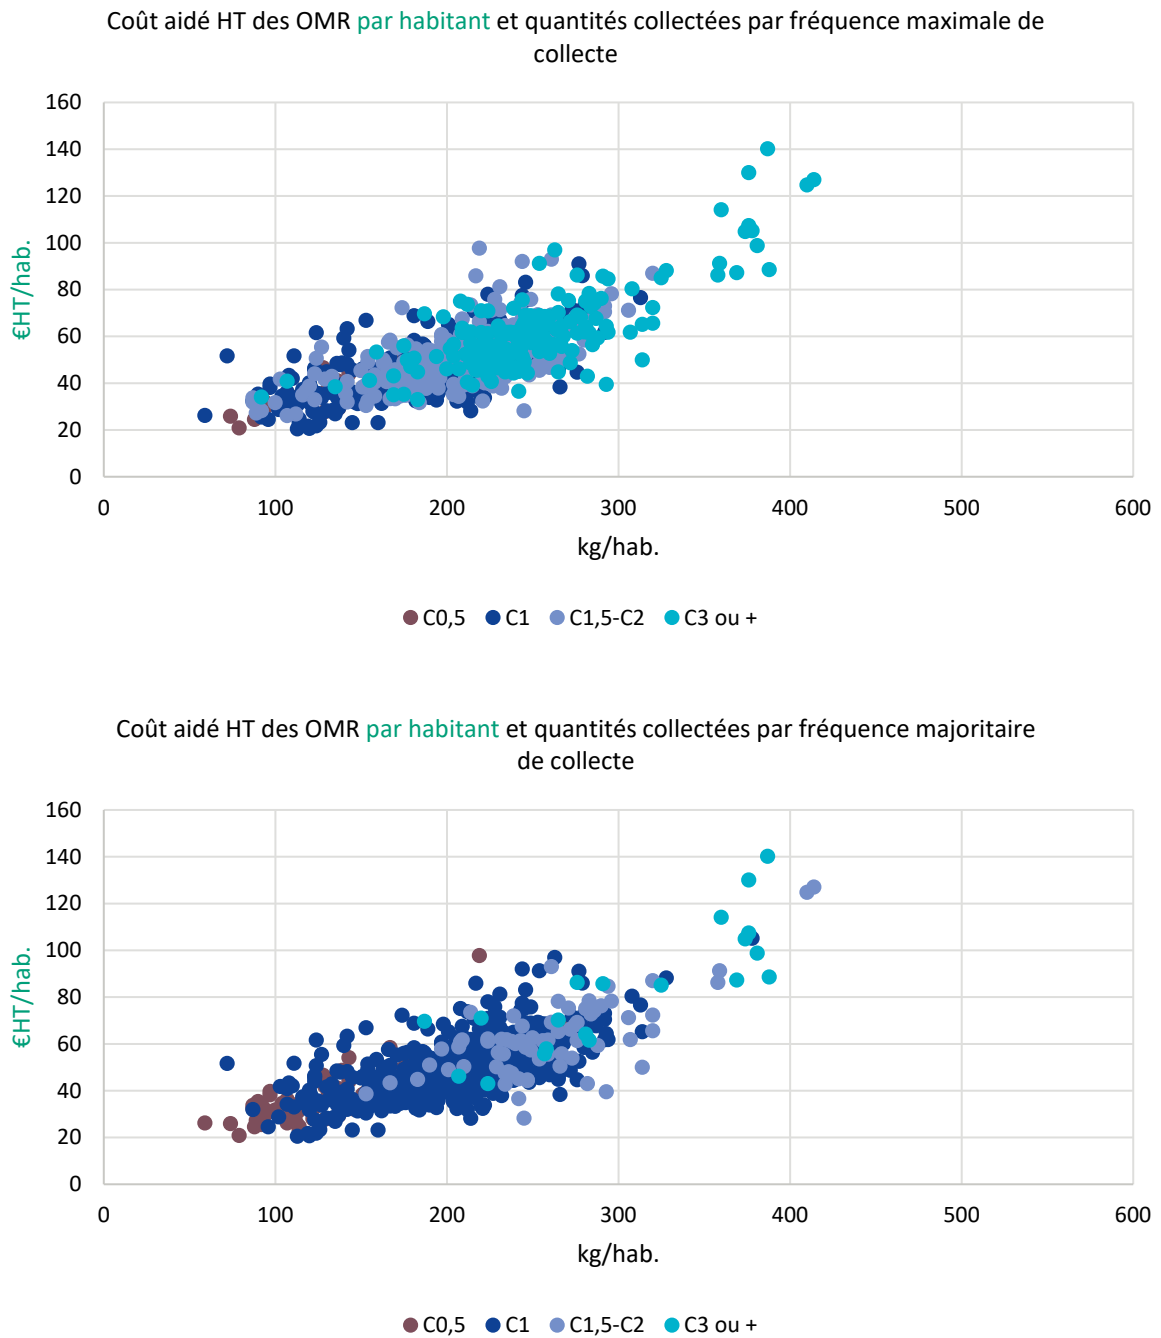 Coût aidé HT des OMR par habitant et quantités collectées par fréquence maximale de
collecte
160
140
120
100
80
60
40
20
0
€HT/hab.
0 100 200 300 400 500 600
kg/hab.
C0,5 C1 C1,5-C2 C3 ou +
Coût aidé HT des OMR par habitant et quantités collectées par fréquence majoritaire
de collecte
160
140
120
100
80
60
40
20
0
€HT/hab.
0 100 200 300 400 500 600
kg/hab.
C0,5 C1 C1,5-C2 C3 ou +